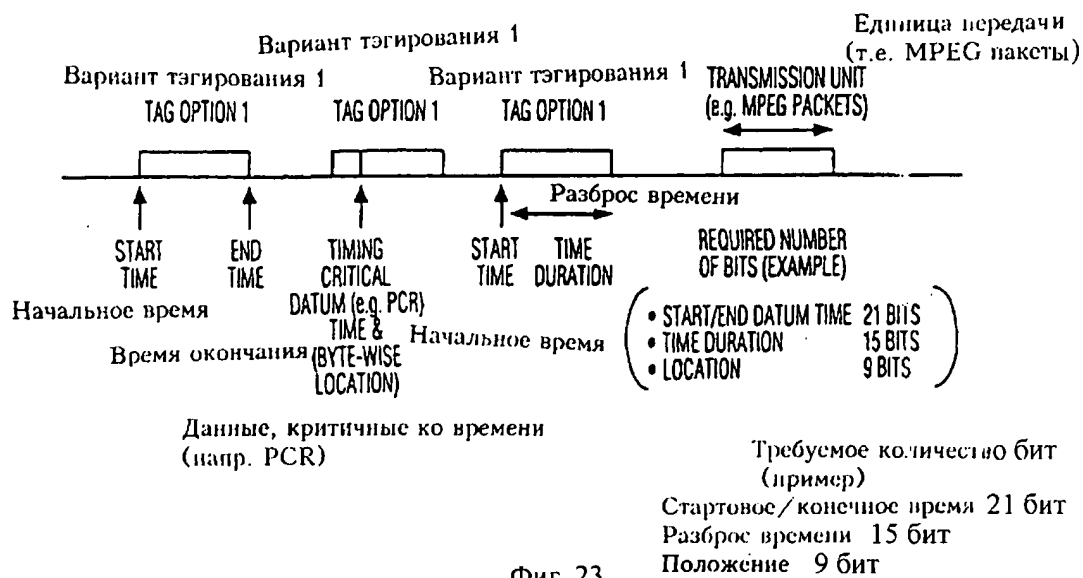 Вариант тэгирования 1
Единица передачи
(т.е. MPEG пакеты)
Вариант тэгирования 1
Вариант тэгирования 1
TAG OPTION 1
TAG OPTION 1
TAG OPTION 1
TRANSMISSION UNIT
(e.g. MPEG PACKETS)
Разброс времени
START
TIME
END
TIME
TIMING
CRITICAL
DATUM (e.g. PCR)
TIME &
(BYTE-WISE
LOCATION)
START
TIME
TIME
DURATION
REQUIRED NUMBER
OF BITS (EXAMPLE)
• START/END DATUM TIME 21 BITS
• TIME DURATION 15 BITS
• LOCATION 9 BITS
Начальное время
Время окончания
Начальное время
Данные, критичные ко времени
(напр. PCR)
Требуемое количество бит
(пример)
Стартовое/конечное время 21 бит
Разброс времени 15 бит
Положение 9 бит
Фиг. 23